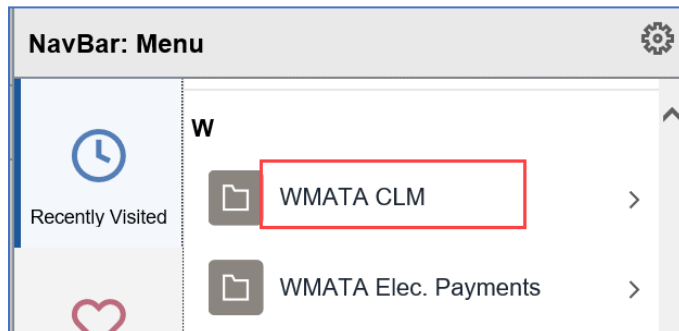 NavBar: Menu
W
Recently Visited
WMATA CLM
WMATA Elec. Payments